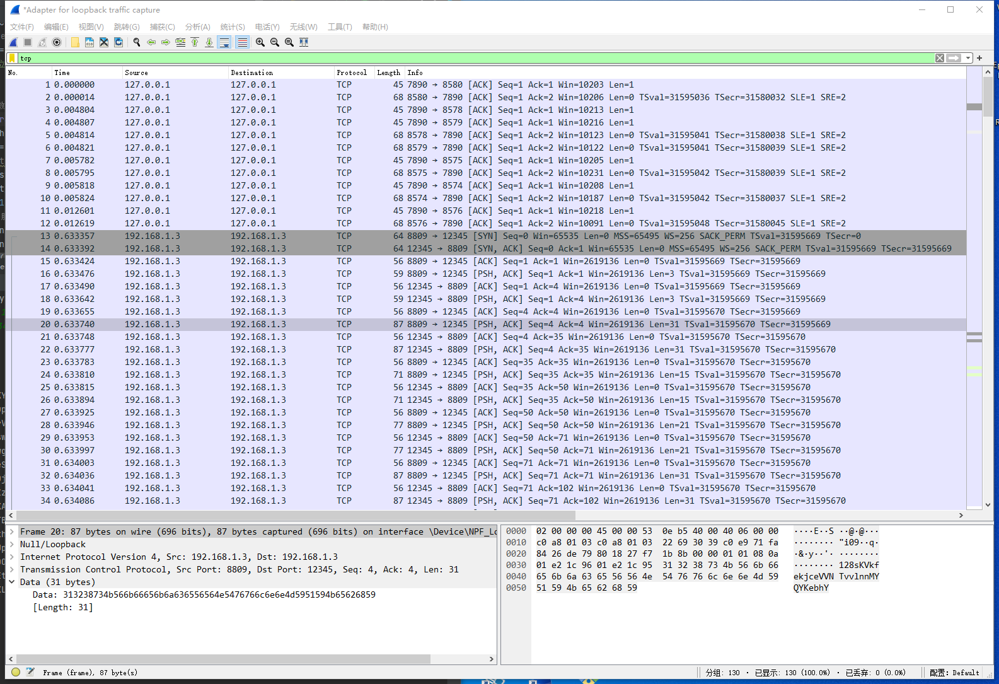 *Adapter for loopback traffic capture
文件(F) 编辑(E) 视图(V) 跳转(G) 捕获(C) 分析(A) 统计(S) 电话(Y) 无线(W) 工具(T) 帮助(H)
tcp
No. Time Source Destination Protocol Length Info
1 0.000000 127.0.0.1 127.0.0.1 TCP 45 7890 → 8580 [ACK] Seq=1 Ack=1 Win=10203 Len=1
2 0.000014 127.0.0.1 127.0.0.1 TCP 68 8580 → 7890 [ACK] Seq=1 Ack=2 Win=10206 Len=0 TSval=31595036 TSecr=31580032 SLE=1 SRE=2
3 0.004804 127.0.0.1 127.0.0.1 TCP 45 7890 → 8578 [ACK] Seq=1 Ack=1 Win=10213 Len=1
4 0.004807 127.0.0.1 127.0.0.1 TCP 45 7890 → 8579 [ACK] Seq=1 Ack=1 Win=10216 Len=1
5 0.004814 127.0.0.1 127.0.0.1 TCP 68 8578 → 7890 [ACK] Seq=1 Ack=2 Win=10123 Len=0 TSval=31595041 TSecr=31580038 SLE=1 SRE=2
6 0.004821 127.0.0.1 127.0.0.1 TCP 68 8579 → 7890 [ACK] Seq=1 Ack=2 Win=10122 Len=0 TSval=31595041 TSecr=31580039 SLE=1 SRE=2
7 0.005782 127.0.0.1 127.0.0.1 TCP 45 7890 → 8575 [ACK] Seq=1 Ack=1 Win=10205 Len=1
8 0.005795 127.0.0.1 127.0.0.1 TCP 68 8575 → 7890 [ACK] Seq=1 Ack=2 Win=10231 Len=0 TSval=31595042 TSecr=31580039 SLE=1 SRE=2
9 0.005818 127.0.0.1 127.0.0.1 TCP 45 7890 → 8574 [ACK] Seq=1 Ack=1 Win=10208 Len=1
10 0.005824 127.0.0.1 127.0.0.1 TCP 68 8574 → 7890 [ACK] Seq=1 Ack=2 Win=10187 Len=0 TSval=31595042 TSecr=31580037 SLE=1 SRE=2
11 0.012601 127.0.0.1 127.0.0.1 TCP 45 7890 → 8576 [ACK] Seq=1 Ack=1 Win=10218 Len=1
12 0.012619 127.0.0.1 127.0.0.1 TCP 68 8576 → 7890 [ACK] Seq=1 Ack=2 Win=10091 Len=0 TSval=31595048 TSecr=31580045 SLE=1 SRE=2
13 0.633357 192.168.1.3 192.168.1.3 TCP 64 8809 → 12345 [SYN] Seq=0 Win=65535 Len=0 MSS=65495 WS=256 SACK_PERM TSval=31595669 TSecr=0
14 0.633392 192.168.1.3 192.168.1.3 TCP 64 12345 → 8809 [SYN, ACK] Seq=0 Ack=1 Win=65535 Len=0 MSS=65495 WS=256 SACK_PERM TSval=31595669 TSecr=31595669
15 0.633424 192.168.1.3 192.168.1.3 TCP 56 8809 → 12345 [ACK] Seq=1 Ack=1 Win=2619136 Len=0 TSval=31595669 TSecr=31595669
16 0.633476 192.168.1.3 192.168.1.3 TCP 59 8809 → 12345 [PSH, ACK] Seq=1 Ack=1 Win=2619136 Len=3 TSval=31595669 TSecr=31595669
17 0.633490 192.168.1.3 192.168.1.3 TCP 56 12345 → 8809 [ACK] Seq=1 Ack=4 Win=2619136 Len=0 TSval=31595669 TSecr=31595669
18 0.633642 192.168.1.3 192.168.1.3 TCP 59 12345 → 8809 [PSH, ACK] Seq=1 Ack=4 Win=2619136 Len=3 TSval=31595669 TSecr=31595669
19 0.633655 192.168.1.3 192.168.1.3 TCP 56 8809 → 12345 [ACK] Seq=4 Ack=4 Win=2619136 Len=0 TSval=31595670 TSecr=31595669
20 0.633740 192.168.1.3 192.168.1.3 TCP 87 8809 → 12345 [PSH, ACK] Seq=4 Ack=4 Win=2619136 Len=31 TSval=31595670 TSecr=31595669
21 0.633748 192.168.1.3 192.168.1.3 TCP 56 12345 → 8809 [ACK] Seq=4 Ack=35 Win=2619136 Len=0 TSval=31595670 TSecr=31595670
22 0.633777 192.168.1.3 192.168.1.3 TCP 87 12345 → 8809 [PSH, ACK] Seq=4 Ack=35 Win=2619136 Len=31 TSval=31595670 TSecr=31595670
23 0.633783 192.168.1.3 192.168.1.3 TCP 56 8809 → 12345 [ACK] Seq=35 Ack=35 Win=2619136 Len=0 TSval=31595670 TSecr=31595670
24 0.633810 192.168.1.3 192.168.1.3 TCP 71 8809 → 12345 [PSH, ACK] Seq=35 Ack=35 Win=2619136 Len=15 TSval=31595670 TSecr=31595670
25 0.633815 192.168.1.3 192.168.1.3 TCP 56 12345 → 8809 [ACK] Seq=35 Ack=50 Win=2619136 Len=0 TSval=31595670 TSecr=31595670
26 0.633894 192.168.1.3 192.168.1.3 TCP 71 12345 → 8809 [PSH, ACK] Seq=35 Ack=50 Win=2619136 Len=15 TSval=31595670 TSecr=31595670
27 0.633925 192.168.1.3 192.168.1.3 TCP 56 8809 → 12345 [ACK] Seq=50 Ack=50 Win=2619136 Len=0 TSval=31595670 TSecr=31595670
28 0.633946 192.168.1.3 192.168.1.3 TCP 77 8809 → 12345 [PSH, ACK] Seq=50 Ack=50 Win=2619136 Len=21 TSval=31595670 TSecr=31595670
29 0.633953 192.168.1.3 192.168.1.3 TCP 56 12345 → 8809 [ACK] Seq=50 Ack=71 Win=2619136 Len=0 TSval=31595670 TSecr=31595670
30 0.633997 192.168.1.3 192.168.1.3 TCP 77 12345 → 8809 [PSH, ACK] Seq=50 Ack=71 Win=2619136 Len=21 TSval=31595670 TSecr=31595670
31 0.634003 192.168.1.3 192.168.1.3 TCP 56 8809 → 12345 [ACK] Seq=71 Ack=71 Win=2619136 Len=0 TSval=31595670 TSecr=31595670
32 0.634036 192.168.1.3 192.168.1.3 TCP 87 8809 → 12345 [PSH, ACK] Seq=71 Ack=71 Win=2619136 Len=31 TSval=31595670 TSecr=31595670
33 0.634041 192.168.1.3 192.168.1.3 TCP 56 12345 → 8809 [ACK] Seq=71 Ack=102 Win=2619136 Len=0 TSval=31595670 TSecr=31595670
34 0.634086 192.168.1.3 192.168.1.3 TCP 87 12345 → 8809 [PSH, ACK] Seq=71 Ack=102 Win=2619136 Len=31 TSval=31595670 TSecr=31595670
Frame 20: 87 bytes on wire (696 bits), 87 bytes captured (696 bits) on interface \Device\NPF_Lo
Null/Loopback
Internet Protocol Version 4, Src: 192.168.1.3, Dst: 192.168.1.3
Transmission Control Protocol, Src Port: 8809, Dst Port: 12345, Seq: 4, Ack: 4, Len: 31
Data (31 bytes)
Data: 313238734b566b66656b6a636556564e5476766c6e6e4d5951594b65626859
[Length: 31]
0000 02 00 00 00 45 00 00 53 0e b5 40 00 40 06 00 00 ····E··S ··@·@···
0010 c0 a8 01 03 c0 a8 01 03 22 69 30 39 c0 e9 71 fa ········ "i09··q·
0020 84 26 de 79 80 18 27 f7 1b 8b 00 00 01 01 08 0a ·&·y··'· ········
0030 01 e2 1c 96 01 e2 1c 95 31 32 38 73 4b 56 6b 66 ········ 128sKVkf
0040 65 6b 6a 63 65 56 56 4e 54 76 76 6c 6e 6e 4d 59 ekjceVVN TvvlnnMY
0050 51 59 4b 65 62 68 59 QYKebhY
Frame (frame), 87 byte(s) 分组: 130 · 已显示: 130 (100.0%) · 已丢弃: 0 (0.0%) 配置: Default